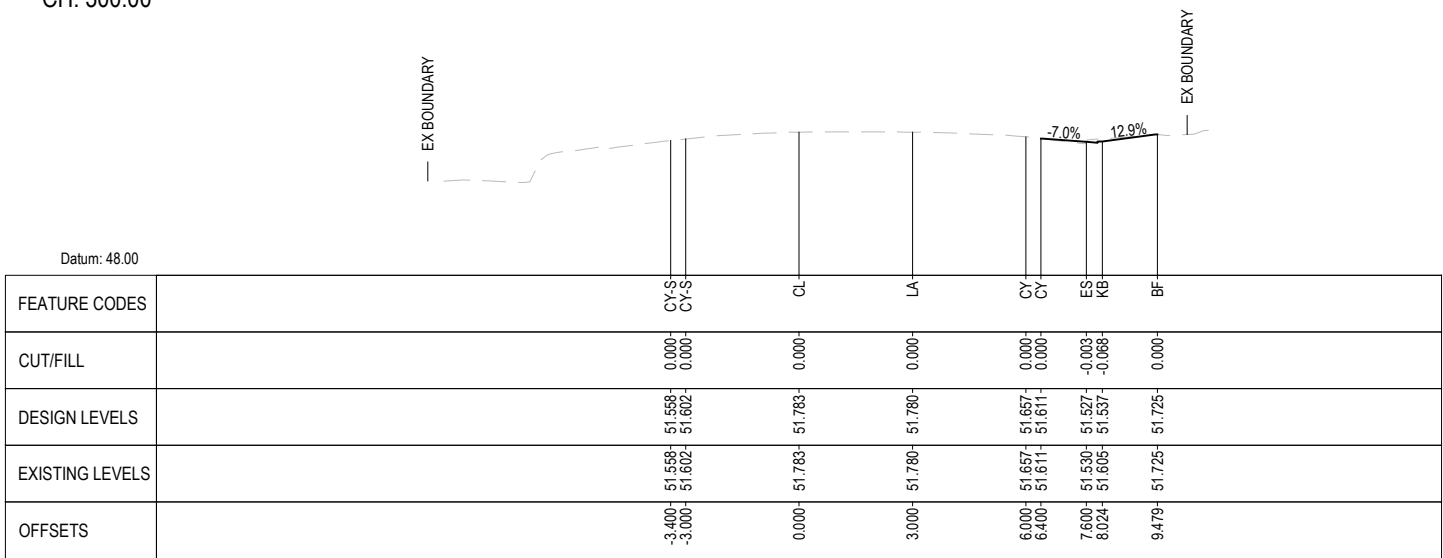 EX BOUNDARY
EX BOUNDARY
-7.0%
12.9%
Datum: 48.00
FEATURE CODES CY-S CY-S CL LA CY CY ES KB BF
CUT/FILL 0.000 0.000 0.000 0.000 0.000 0.000 -0.003 -0.068 0.000
DESIGN LEVELS 51.558 51.602 51.783 51.780 51.657 51.611 51.527 51.537 51.725
EXISTING LEVELS 51.558 51.602 51.783 51.780 51.657 51.611 51.530 51.605 51.725
OFFSETS -3.400 -3.000 0.000 3.000 6.000 6.400 7.600 8.024 9.479